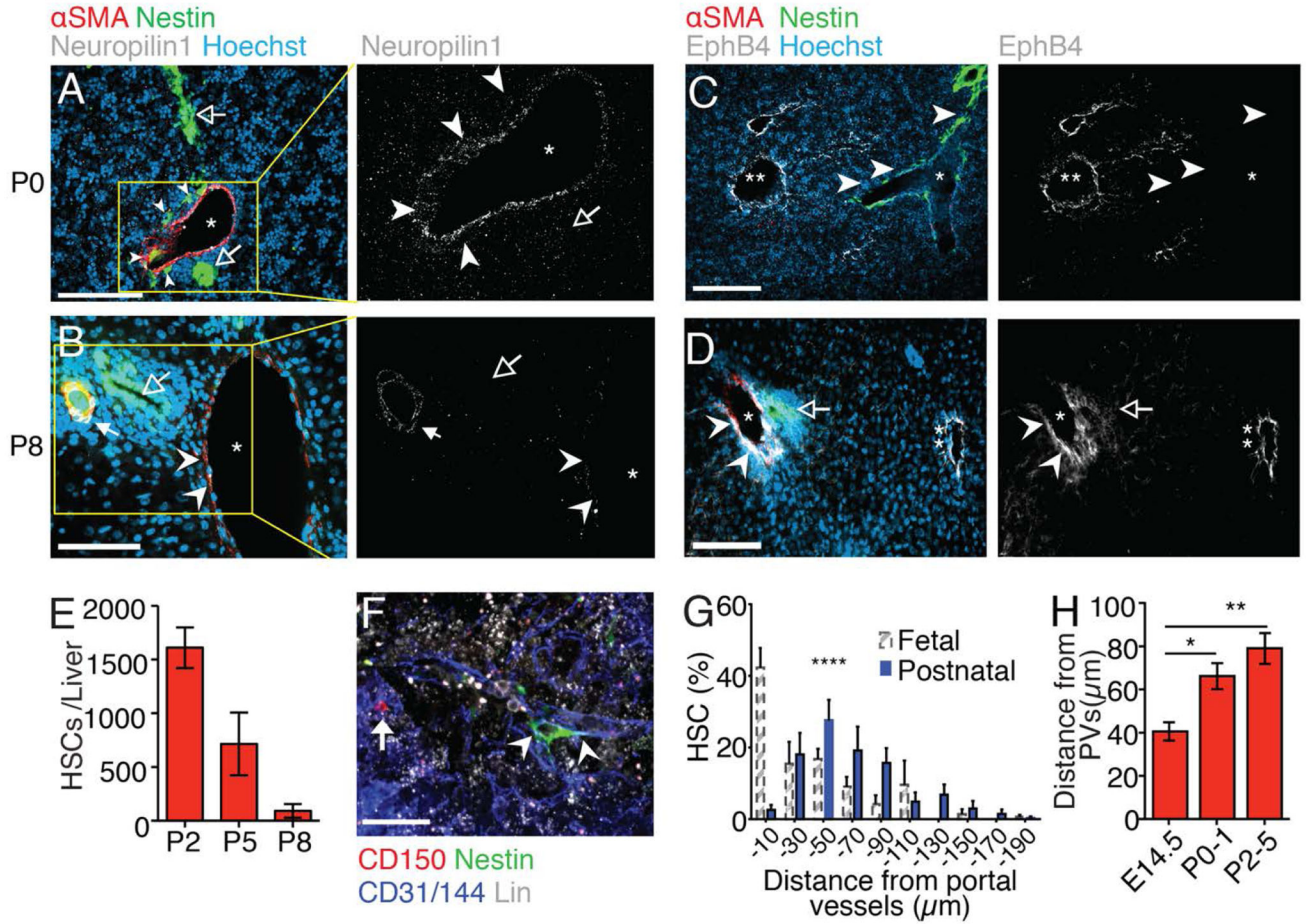 αSMA Nestin
Neuropilin1 Hoechst
Neuropilin1
αSMA Nestin
EphB4 Hoechst
EphB4
P0
A
*
*
C
**
*
**
*
P8
B
*
*
D
*
**
*
**
E
HSCs /Liver
2000
1500
1000
500
0
P2 P5 P8
F
CD150 Nestin
CD31/144 Lin
G
HSC (%)
60
40
20
0
Fetal
Postnatal
****
-10 -30 -50 -70 -90 -110 -130 -150 -170 -190
Distance from portal
vessels (µm)
H
Distance from
PVs(µm)
100
80
60
40
20
0
**
*
E14.5 P0-1 P2-5